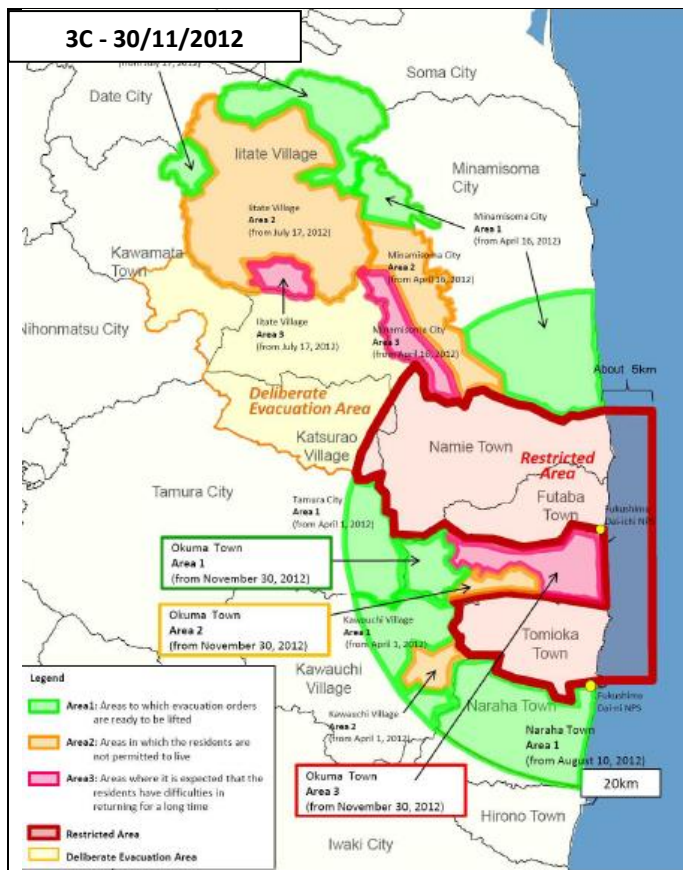 3C - 30/11/2012
(from July 17, 2012)
Soma City
Date City
Iitate Village
Minamisoma
City
Iitate Village
Area 2
(from July 17, 2012)
Minamisoma City
Area 1
(from April 16, 2012)
Kawamata
Town
Minamisoma City
Area 2
(from April 16, 2012)
Nihonmatsu City
Iitate Village
Area 3
(from July 17, 2012)
Minamisoma City
Area 3
(from April 16, 2012)
About 5km
Deliberate
Evacuation Area
Katsurao
Village
Namie Town
Restricted
Area
Futaba
Town
Tamura City
Tamura City
Area 1
(from April 1, 2012)
Fukushima
Dai-ichi NPS
Okuma Town
Area 1
(from November 30, 2012)
Okuma Town
Area 2
(from November 30, 2012)
Kawauchi Village
Area 1
(from April 1, 2012)
Tomioka
Town
Kawauchi
Village
Kawauchi Village
Area 2
(from April 1, 2012)
Naraha Town
Fukushima
Dai-ni NPS
Naraha Town
Area 1
(from August 10, 2012)
Okuma Town
Area 3
(from November 30, 2012)
20km
Hirono Town
Iwaki City
Legend
Area1: Areas to which evacuation orders
are ready to be lifted
Area2: Areas in which the residents are
not permitted to live
Area3: Areas where it is expected that the
residents have difficulties in
returning for a long time
Restricted Area
Deliberate Evacuation Area